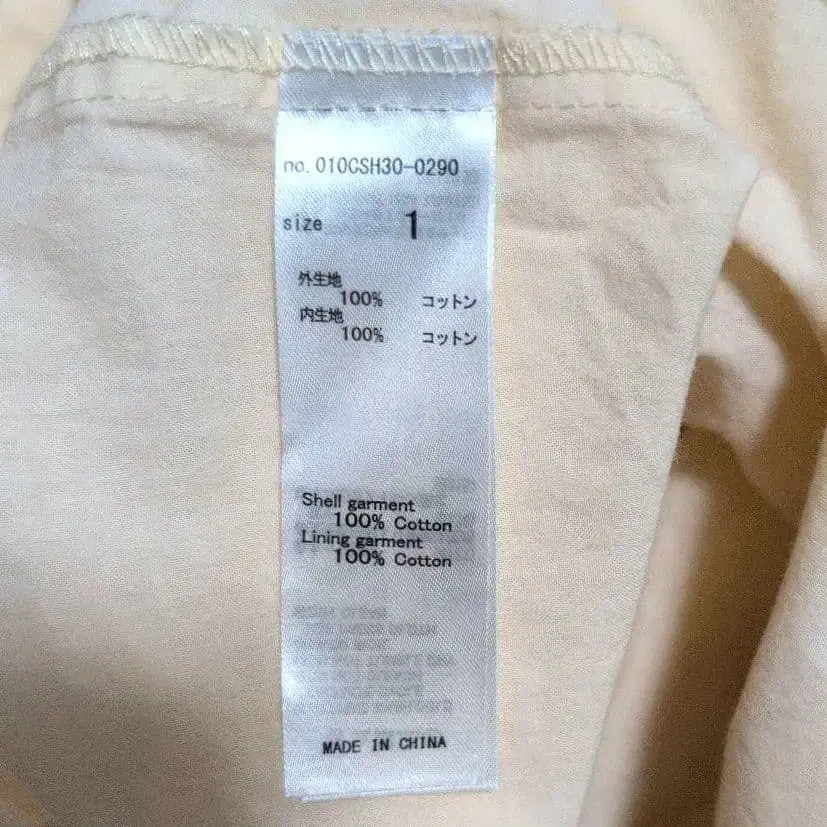 no. 010CSH30-0290
size 1
外生地
100% コットン
内生地
100% コットン
Shell garment
100% Cotton
Lining garment
100% Cotton
MADE IN CHINA